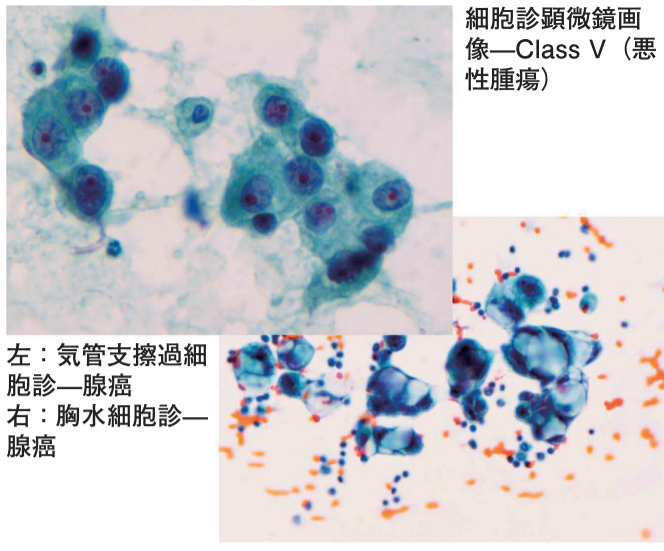 細胞診顕微鏡画
像—Class V（悪
性腫瘍）
左：気管支擦過細
胞診—腺癌
右：胸水細胞診—
腺癌